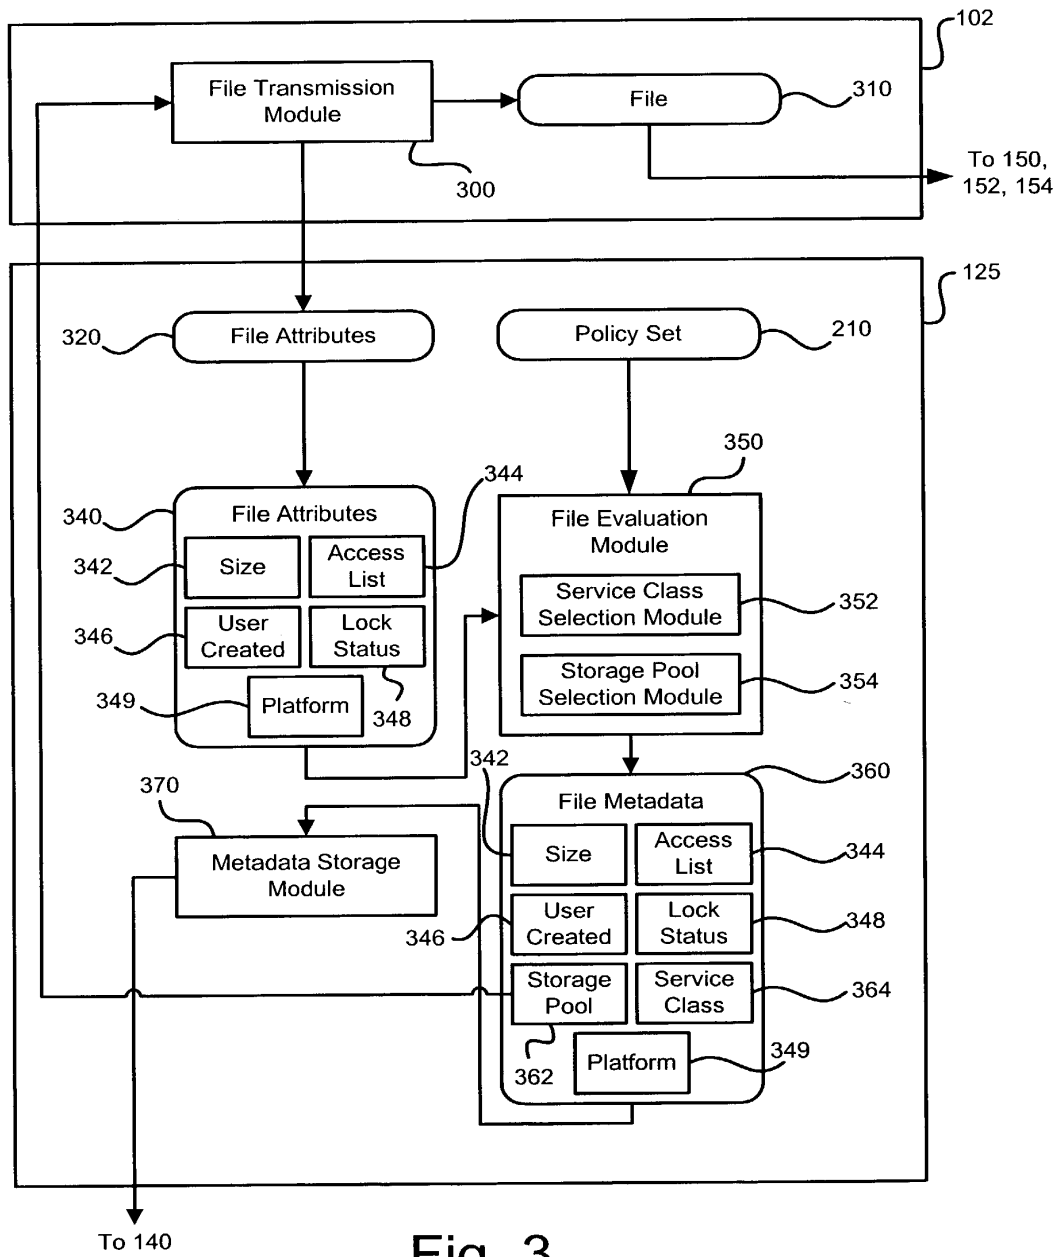 102
File Transmission
Module
File
310
300
To 150,
152, 154
125
320
File Attributes
Policy Set
210
350
344
340
File Attributes
342
Size
Access
List
346
User
Created
Lock
Status
349
Platform
348
File Evaluation
Module
Service Class
Selection Module
352
Storage Pool
Selection Module
354
342
360
370
Metadata Storage
Module
File Metadata
Size
Access
List
344
346
User
Created
Lock
Status
348
Storage
Pool
Service
Class
364
362
Platform
349
To 140
Fig. 3